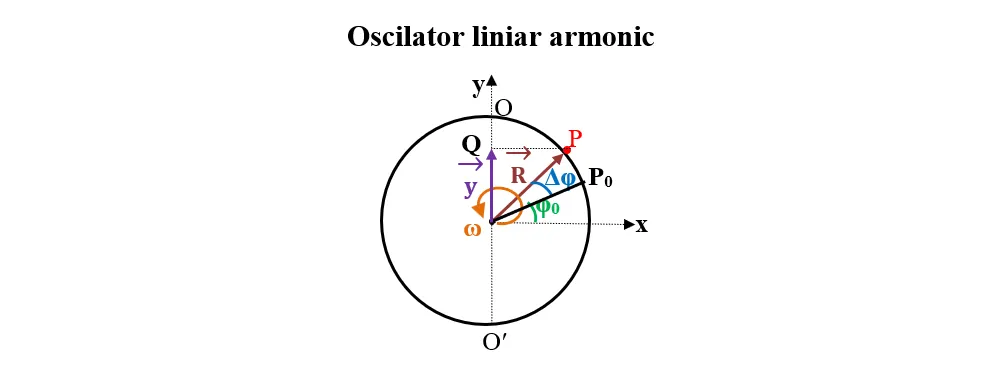 Oscilator liniar armonic
y
O
Q
P
R
Δφ
P₀
y
φ₀
ω
x
O′